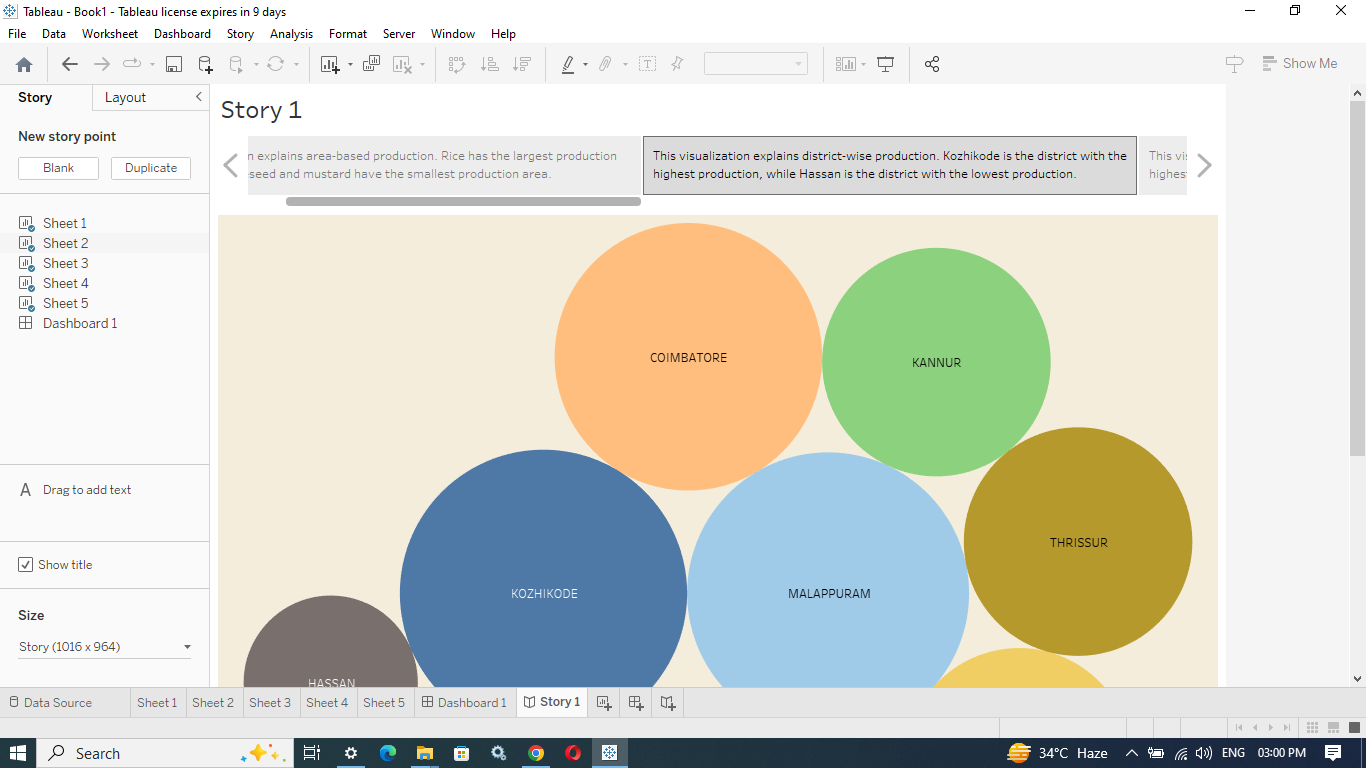 Tableau - Book1 - Tableau license expires in 9 days
File Data Worksheet Dashboard Story Analysis Format Server Window Help
Show Me
Story Layout
New story point
Blank Duplicate
Sheet 1
Sheet 2
Sheet 3
Sheet 4
Sheet 5
Dashboard 1
A Drag to add text
Show title
Size
Story (1016 x 964)
Story 1
n explains area-based production. Rice has the largest production
seed and mustard have the smallest production area.
This visualization explains district-wise production. Kozhikode is the district with the
highest production, while Hassan is the district with the lowest production.
This vis
highes
COIMBATORE
KANNUR
THRISSUR
KOZHIKODE
MALAPPURAM
HASSAN
Data Source Sheet 1 Sheet 2 Sheet 3 Sheet 4 Sheet 5 Dashboard 1 Story 1
Search
34°C Haze
ENG
03:00 PM